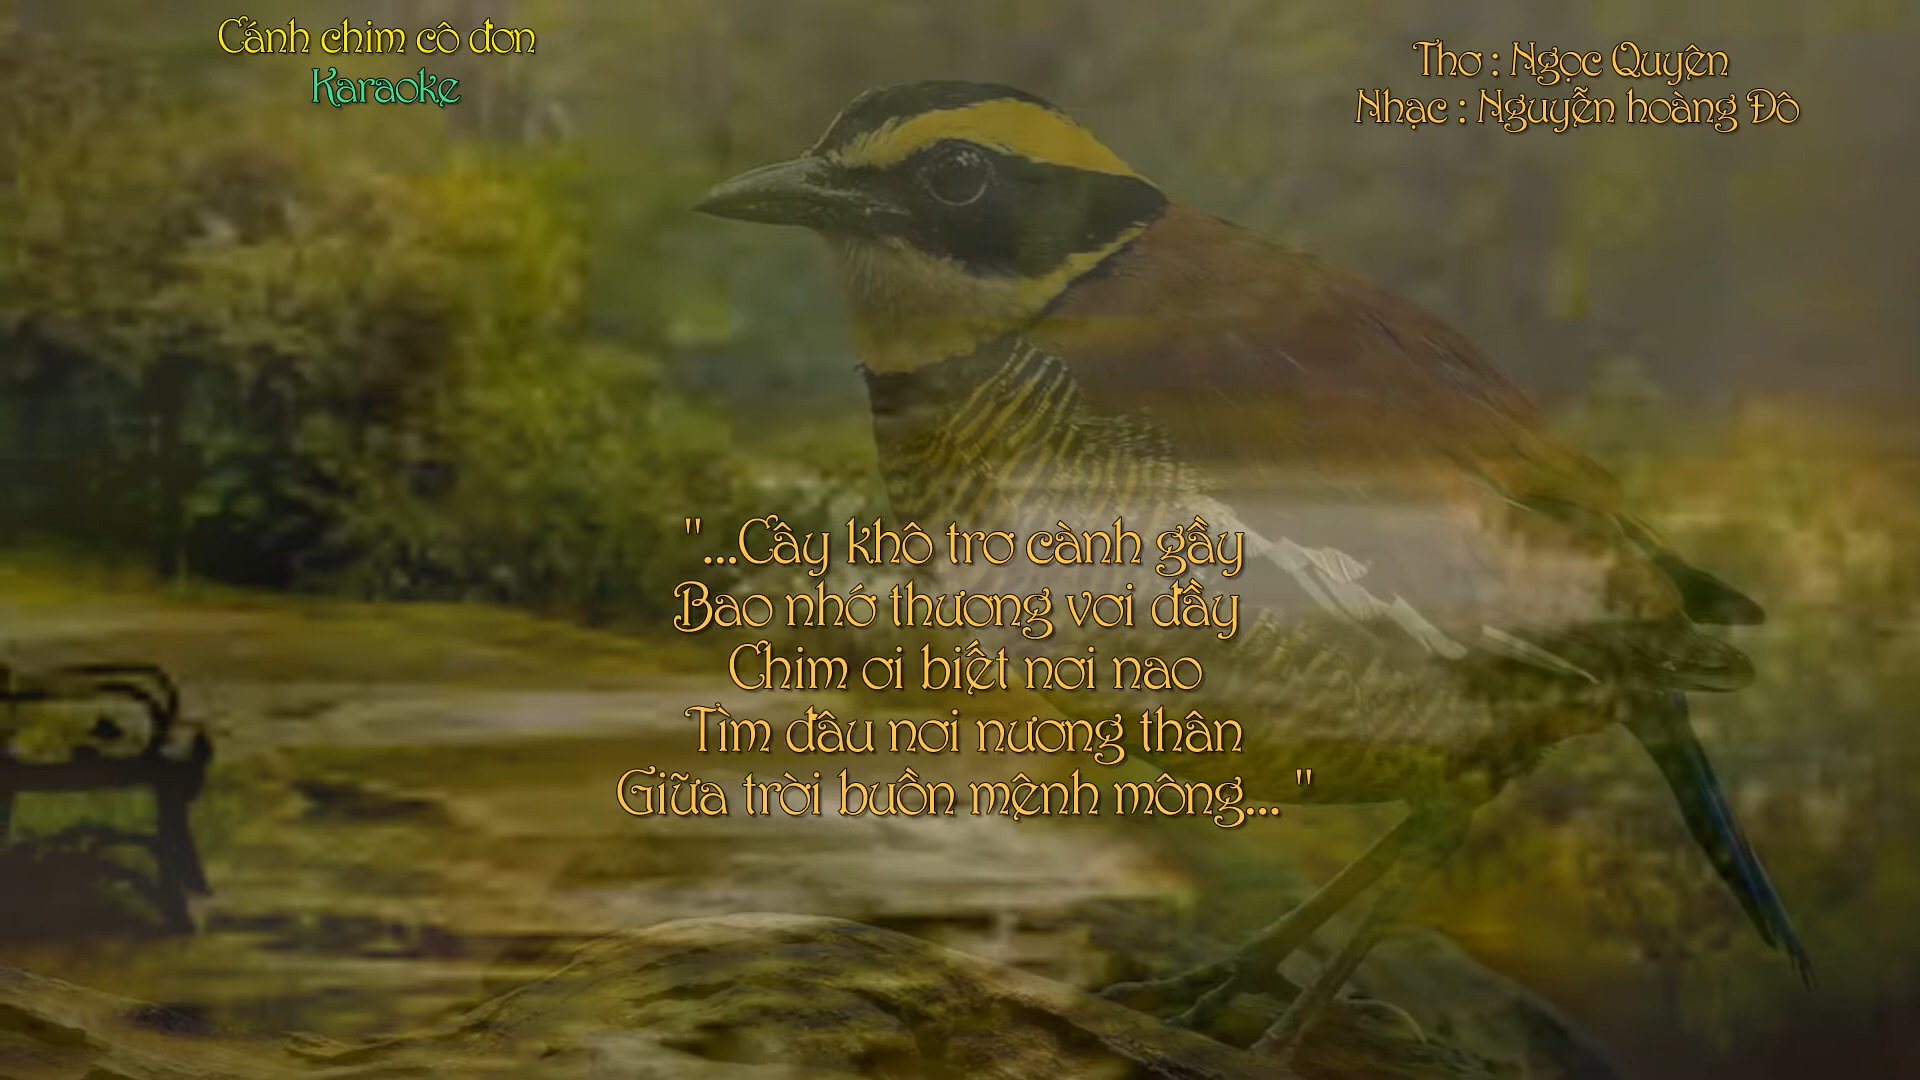 Cánh chim cô đơn
Karaoke
Thơ : Ngọc Quyên
Nhạc : Nguyễn hoàng Đô
"...Cây khô trơ cành gầy
Bao nhớ thương vơi đầy
Chim ơi biết nơi nao
Tìm đâu nơi nương thân
Giữa trời buồn mênh mông... "